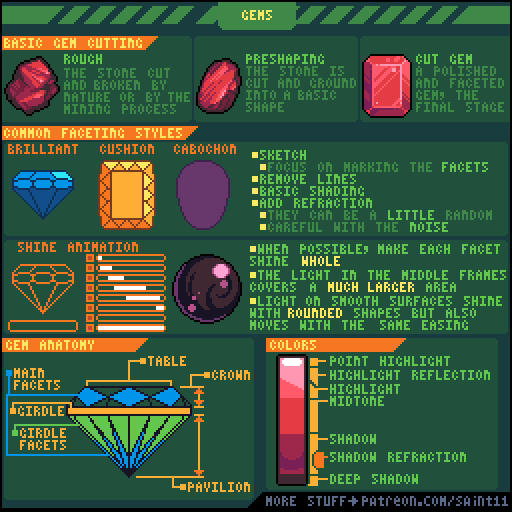 GEMS
BASIC GEM CUTTING
ROUGH
THE STONE CUT
AND BROKEN BY
NATURE OR BY THE
MINING PROCESS
PRESHAPING
THE STONE IS
CUT AND GROUND
INTO A BASIC
SHAPE
CUT GEM
A POLISHED
AND FACETED
GEM, THE
FINAL STAGE
COMMON FACETING STYLES
BRILLIANT
CUSHION
CABOCHON
SKETCH
FOCUS ON MARKING THE FACETS
REMOVE LINES
BASIC SHADING
ADD REFRACTION
THEY CAN BE A LITTLE RANDOM
CAREFUL WITH THE NOISE
SHINE ANIMATION
WHEN POSSIBLE, MAKE EACH FACET
SHINE WHOLE
THE LIGHT IN THE MIDDLE FRAMES
COVERS A MUCH LARGER AREA
LIGHT ON SMOOTH SURFACES SHINE
WITH ROUNDED SHAPES BUT ALSO
MOVES WITH THE SAME EASING
GEM ANATOMY
TABLE
MAIN
FACETS
CROWN
GIRDLE
GIRDLE
FACETS
PAVILION
COLORS
POINT HIGHLIGHT
HIGHLIGHT REFLECTION
HIGHLIGHT
MIDTONE
SHADOW
SHADOW REFRACTION
DEEP SHADOW
MORE STUFF→PATREON.COM/SAINT11